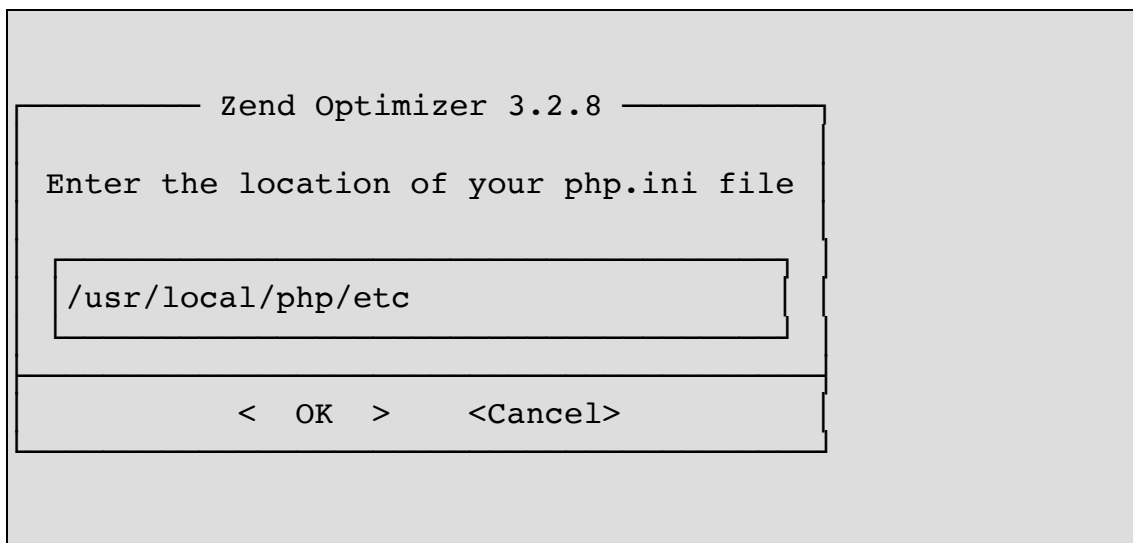 Zend Optimizer 3.2.8
Enter the location of your php.ini file
/usr/local/php/etc
< OK > <Cancel>